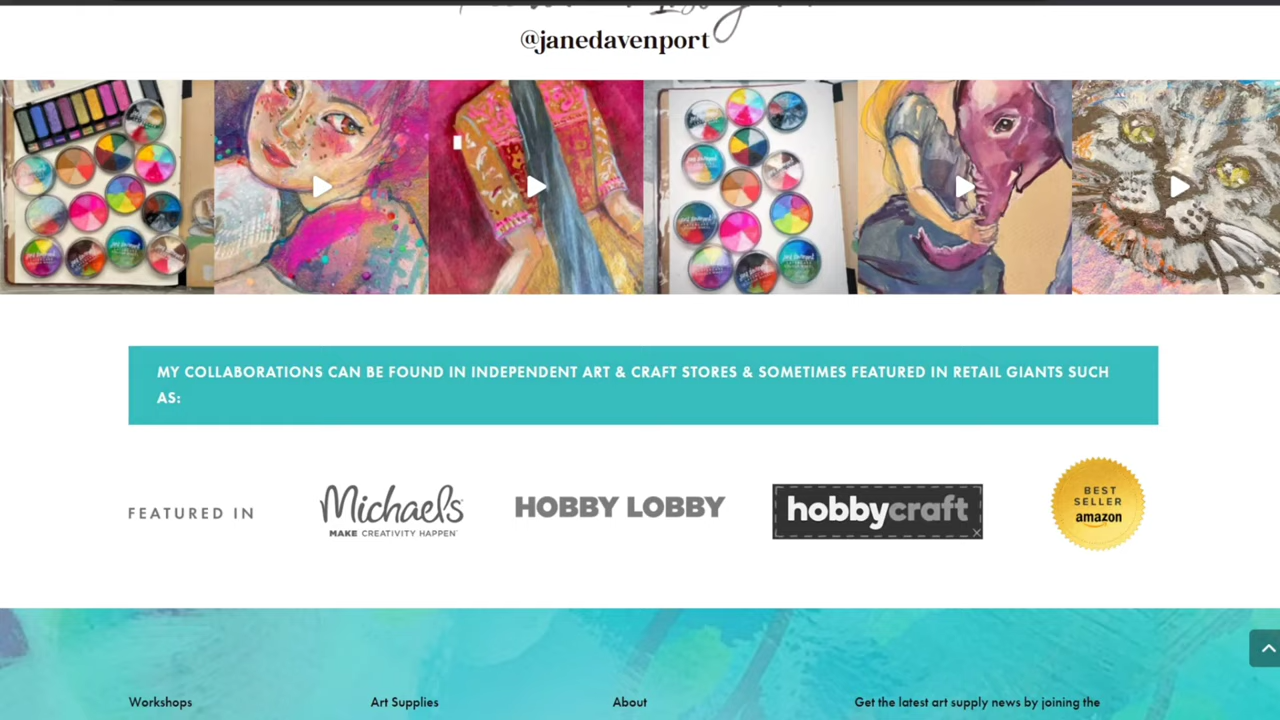 @janedavenport
MY COLLABORATIONS CAN BE FOUND IN INDEPENDENT ART & CRAFT STORES & SOMETIMES FEATURED IN RETAIL GIANTS SUCH
AS:
FEATURED IN
Michaels
MAKE CREATIVITY HAPPEN
HOBBY LOBBY
hobbycraft
BEST
SELLER
amazon
Workshops
Art Supplies
About
Get the latest art supply news by joining the